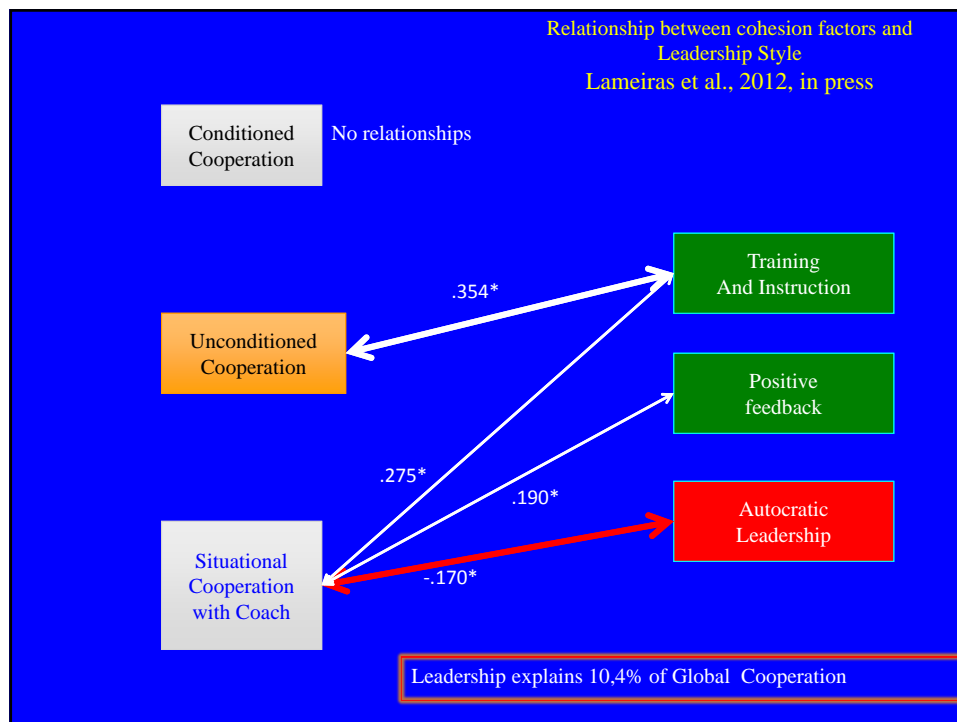 Relationship between cohesion factors and
Leadership Style
Lameiras et al., 2012, in press
Conditioned
Cooperation
No relationships
Training
And Instruction
.354*
Unconditioned
Cooperation
Positive
feedback
.275*
.190*
Autocratic
Leadership
Situational
Cooperation
with Coach
-.170*
Leadership explains 10,4% of Global Cooperation